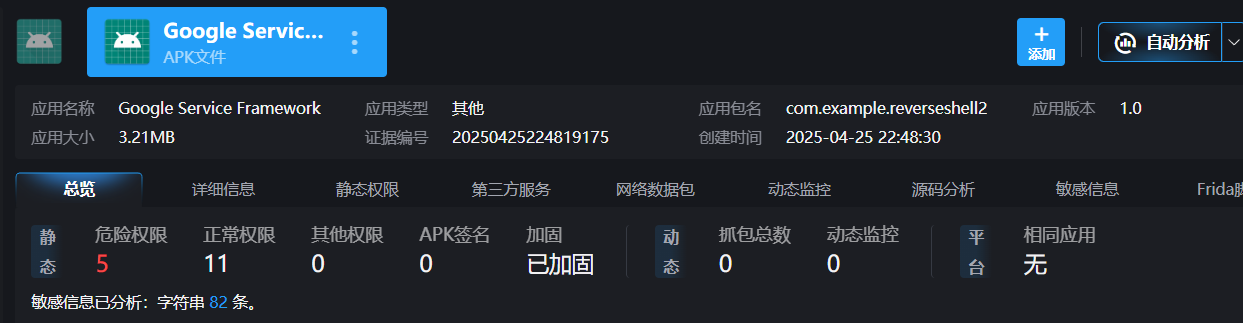 Google Servic...
APK文件
添加
自动分析
应用名称 Google Service Framework 应用类型 其他 应用包名 com.example.reverseshell2 应用版本 1.0
应用大小 3.21MB 证据编号 20250425224819175 创建时间 2025-04-25 22:48:30
总览 详细信息 静态权限 第三方服务 网络数据包 动态监控 源码分析 敏感信息 Frida
静态 危险权限 正常权限 其他权限 APK签名 加固 动态 抓包总数 动态监控 平台 相同应用
5 11 0 0 已加固 0 0 无
敏感信息已分析：字符串 82 条。